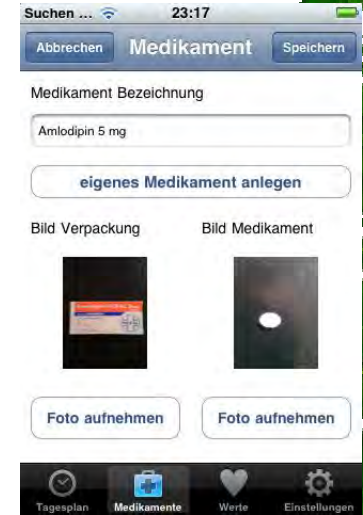 Suchen ... 23:17
Abbrechen Medikament Speichern
Medikament Bezeichnung
Amlodipin 5 mg
eigenes Medikament anlegen
Bild Verpackung Bild Medikament
Foto aufnehmen Foto aufnehmen
Tagesplan Medikamente Werte Einstellungen